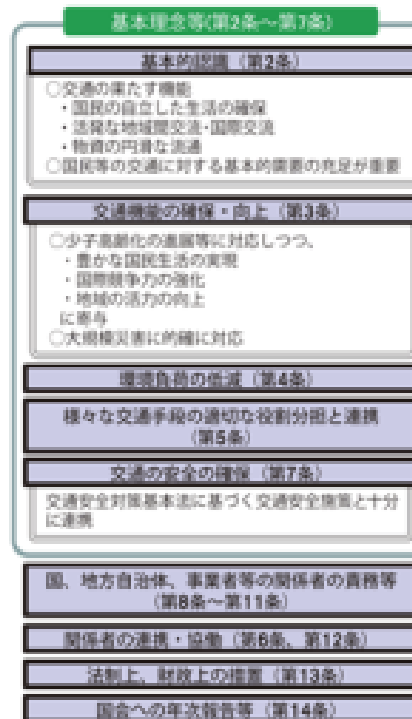 基本理念等(第2条～第7条)
基本的認識（第2条）
○交通の果たす機能
・国民の自立した生活の確保
・活発な地域間交流・国際交流
・物資の円滑な流通
○国民等の交通に対する基本的需要の充足が重要
交通機能の確保・向上（第3条）
○少子高齢化の進展等に対応しつつ、
・豊かな国民生活の実現
・国際競争力の強化
・地域の活力の向上
に寄与
○大規模災害に的確に対応
環境負荷の低減（第4条）
様々な交通手段の適切な役割分担と連携
（第5条）
交通の安全の確保（第7条）
交通安全対策基本法に基づく交通安全施策と十分
に連携
国、地方自治体、事業者等の関係者の責務等
（第8条～第11条）
関係者の連携・協働（第6条、第12条）
法制上、財政上の措置（第13条）
国会への年次報告等（第14条）